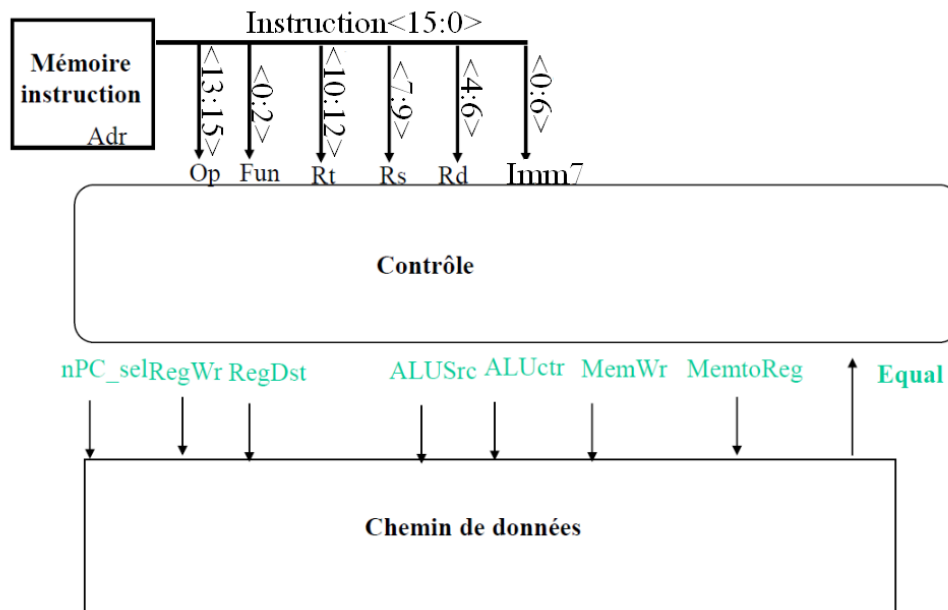 Instruction<15:0>
Mémoire
instruction
Adr
<13:15>
<0:2>
<10:12>
<7:9>
<4:6>
<0:6>
Op Fun Rt Rs Rd Imm7
Contrôle
nPC_sel RegWr RegDst ALUSrc ALUctr MemWr MemtoReg Equal
Chemin de données